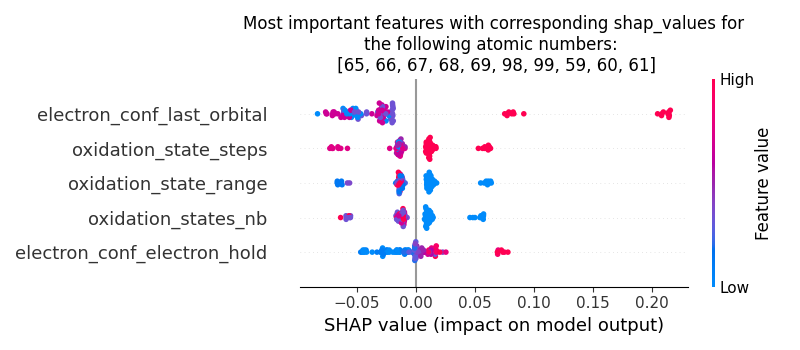 Most important features with corresponding shap_values for
the following atomic numbers:
[65, 66, 67, 68, 69, 98, 99, 59, 60, 61]
High
electron_conf_last_orbital
oxidation_state_steps
oxidation_state_range
oxidation_states_nb
electron_conf_electron_hold
Feature value
Low
−0.05 0.00 0.05 0.10 0.15 0.20
SHAP value (impact on model output)